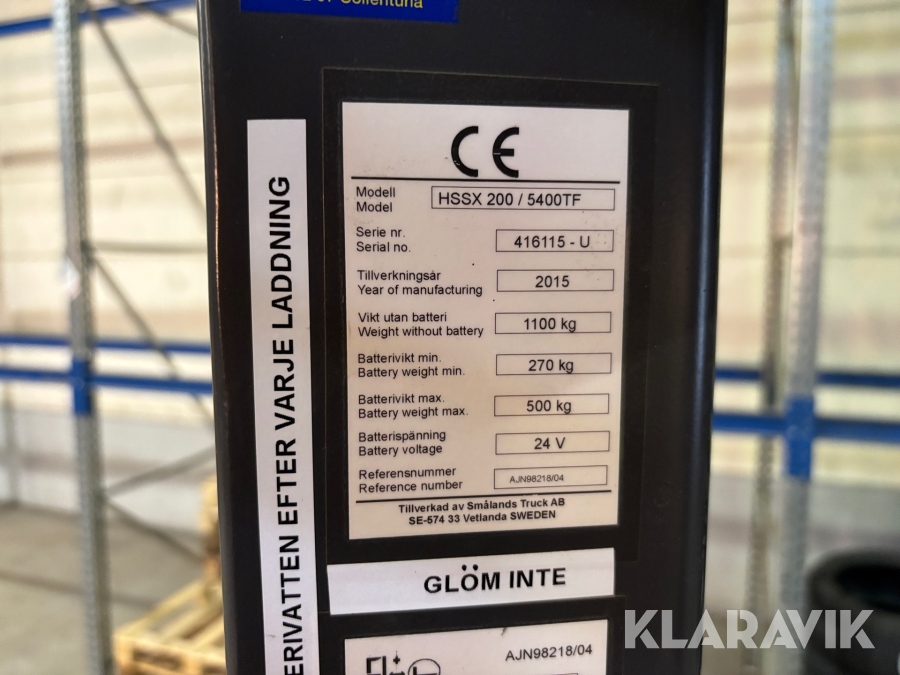 Sollentuna
CE
Modell
Model
HSSX 200 / 5400TF
Serie nr.
Serial no.
416115 - U
Tillverkningsår
Year of manufacturing
2015
Vikt utan batteri
Weight without battery
1100 kg
Batterivikt min.
Battery weight min.
270 kg
Batterivikt max.
Battery weight max.
500 kg
Batterispänning
Battery voltage
24 V
Referensnummer
Reference number
AJN98218/04
Tillverkad av Smålands Truck AB
SE-574 33 Vetlanda SWEDEN
ERIVATTEN EFTER VARJE LADDNING
GLÖM INTE
AJN98218/04
KLARAVIK